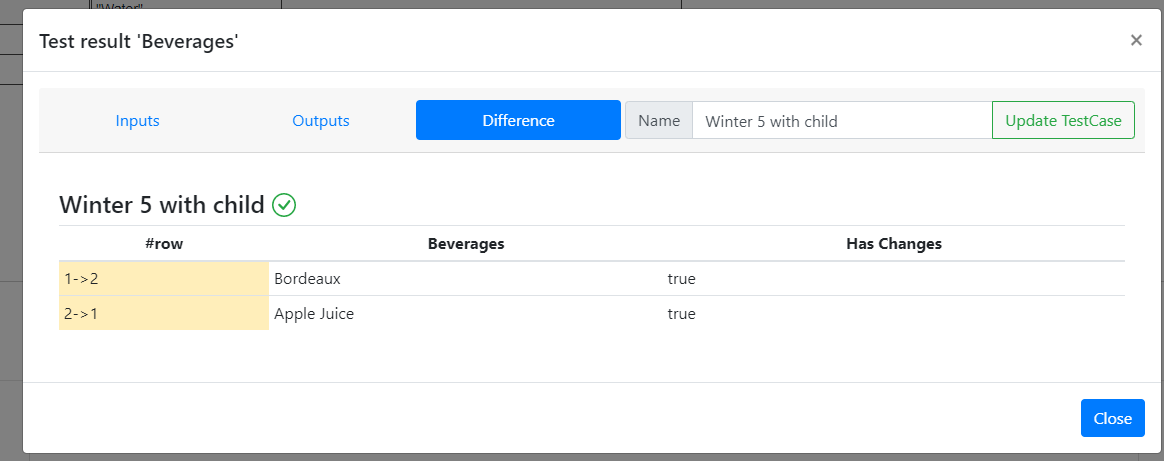 "Water"
Test result 'Beverages'
×
Inputs Outputs Difference Name Winter 5 with child Update TestCase
Winter 5 with child
#row Beverages Has Changes
1->2 Bordeaux true
2->1 Apple Juice true
Close